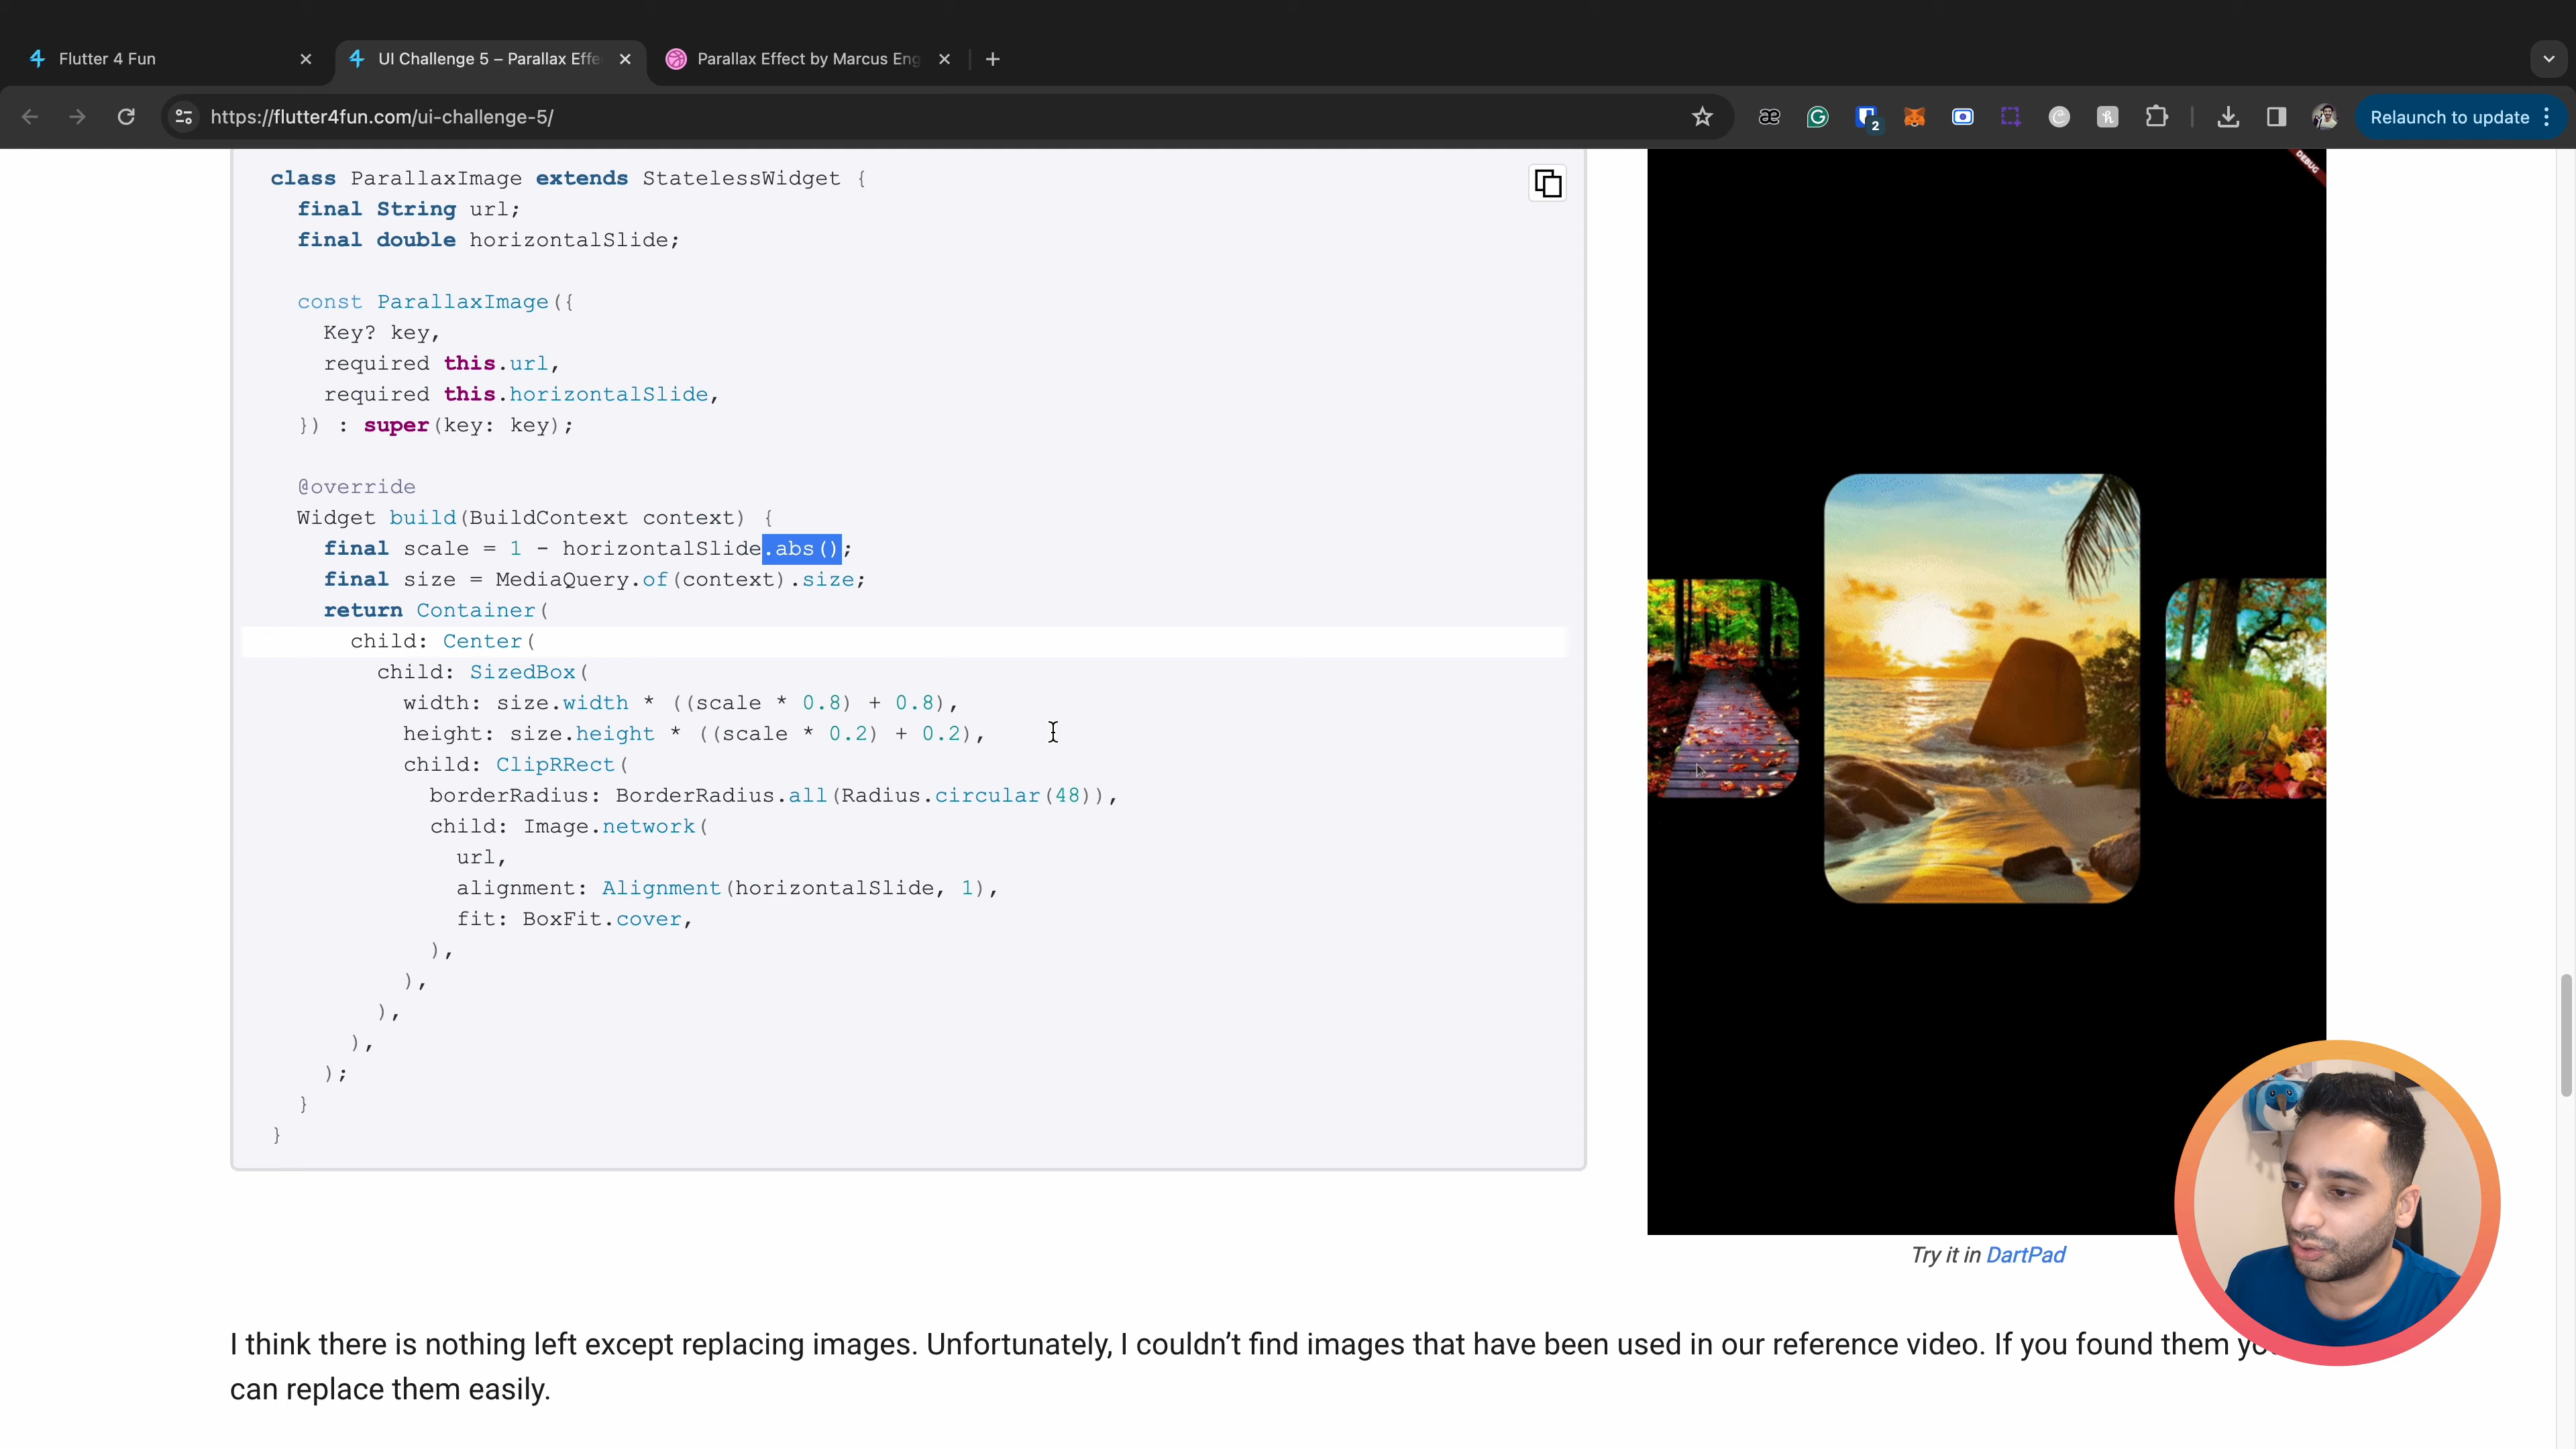 Flutter 4 Fun
UI Challenge 5 – Parallax Effe
Parallax Effect by Marcus Eng
https://flutter4fun.com/ui-challenge-5/
2
Relaunch to update
class ParallaxImage extends StatelessWidget {
final String url;
final double horizontalSlide;
const ParallaxImage({
Key? key,
required this.url,
required this.horizontalSlide,
}) : super(key: key);
@override
Widget build(BuildContext context) {
final scale = 1 - horizontalSlide.abs();
final size = MediaQuery.of(context).size;
return Container(
child: Center(
child: SizedBox(
width: size.width * ((scale * 0.8) + 0.8),
height: size.height * ((scale * 0.2) + 0.2),
child: ClipRRect(
borderRadius: BorderRadius.all(Radius.circular(48)),
child: Image.network(
url,
alignment: Alignment(horizontalSlide, 1),
fit: BoxFit.cover,
),
),
),
),
);
}
}
DEBUG
Try it in DartPad
I think there is nothing left except replacing images. Unfortunately, I couldn't find images that have been used in our reference video. If you found them
can replace them easily.